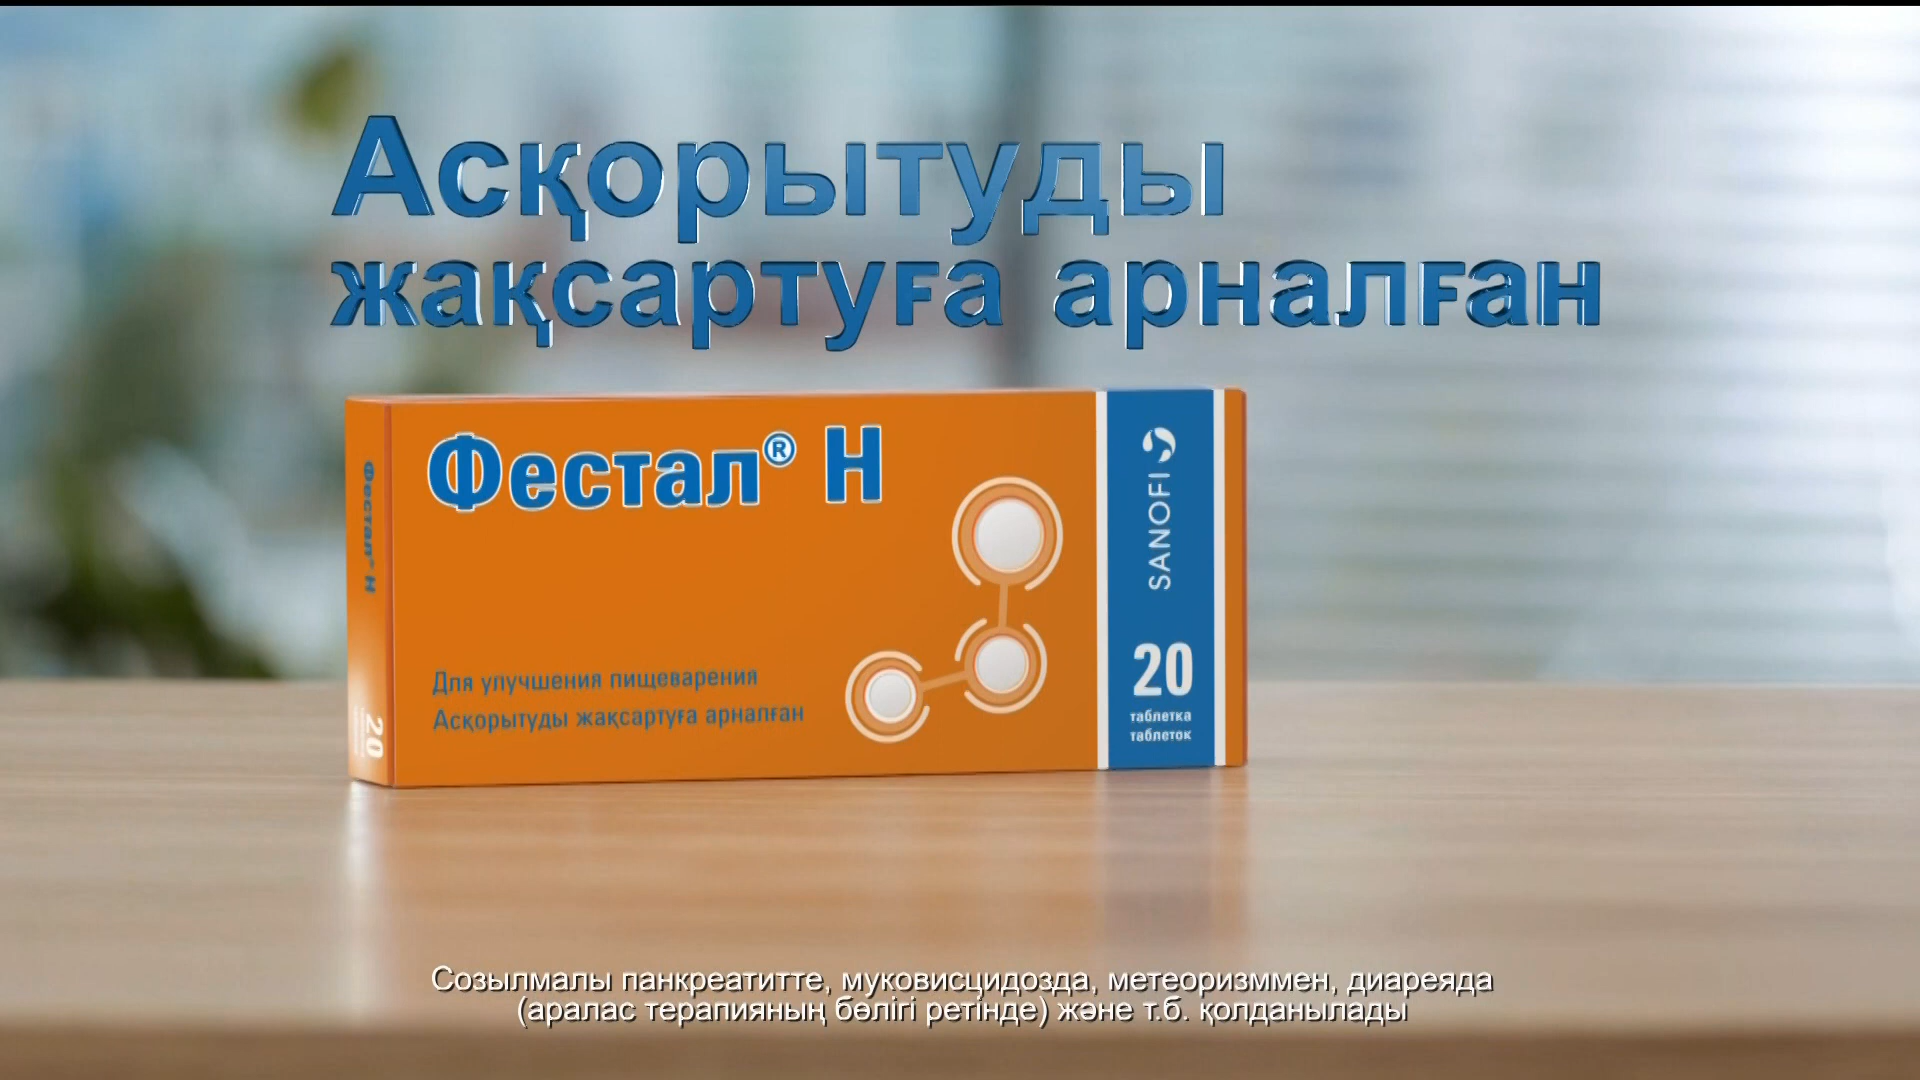 Асқорытуды
жақсартуға арналған
Фестал® Н
Фестал® Н
Для улучшения пищеварения
Асқорытуды жақсартуға арналған
SANOFI
20
таблетка
таблеток
20
Созылмалы панкреатитте, муковисцидозда, метеоризммен, диареяда
(аралас терапияның бөлігі ретінде) және т.б. қолданылады